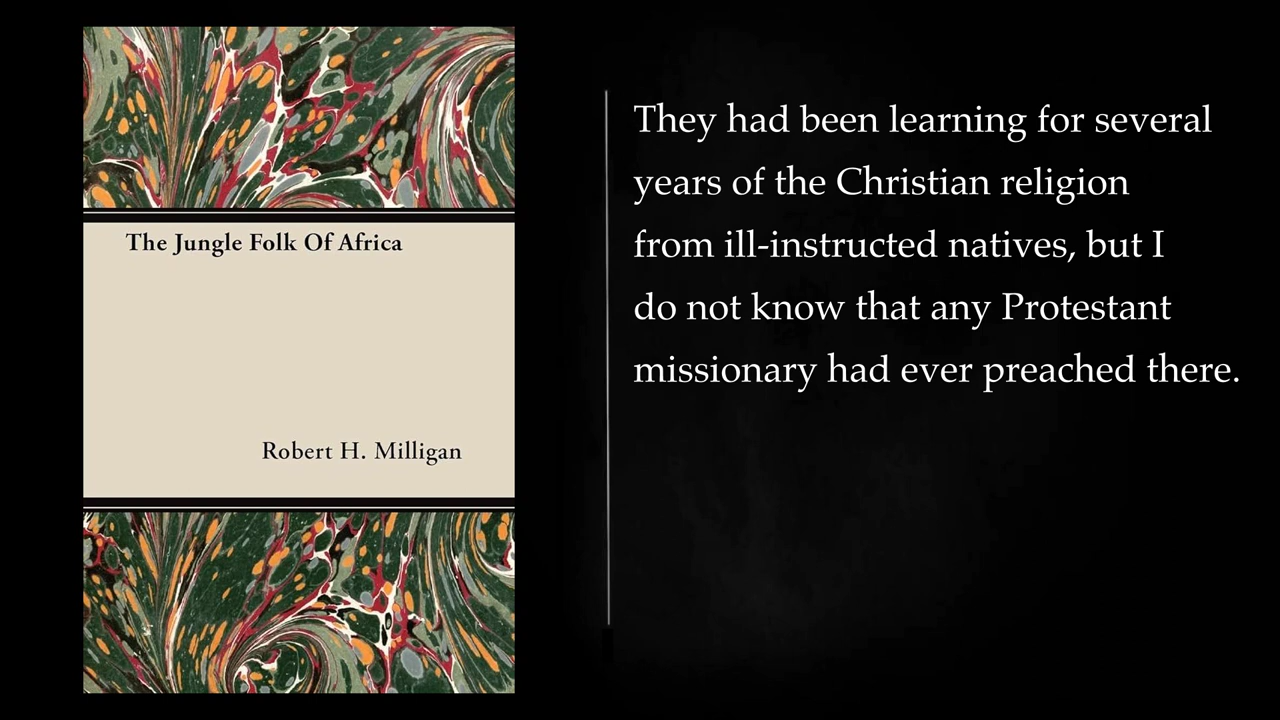 The Jungle Folk Of Africa
Robert H. Milligan
They had been learning for several
years of the Christian religion
from ill-instructed natives, but I
do not know that any Protestant
missionary had ever preached there.